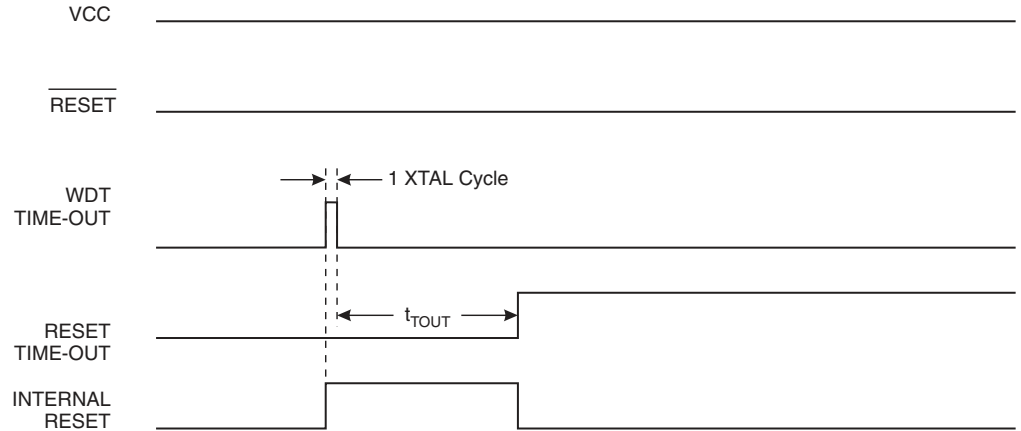 VCC
RESET
1 XTAL Cycle
WDT
TIME-OUT
tTOUT
RESET
TIME-OUT
INTERNAL
RESET